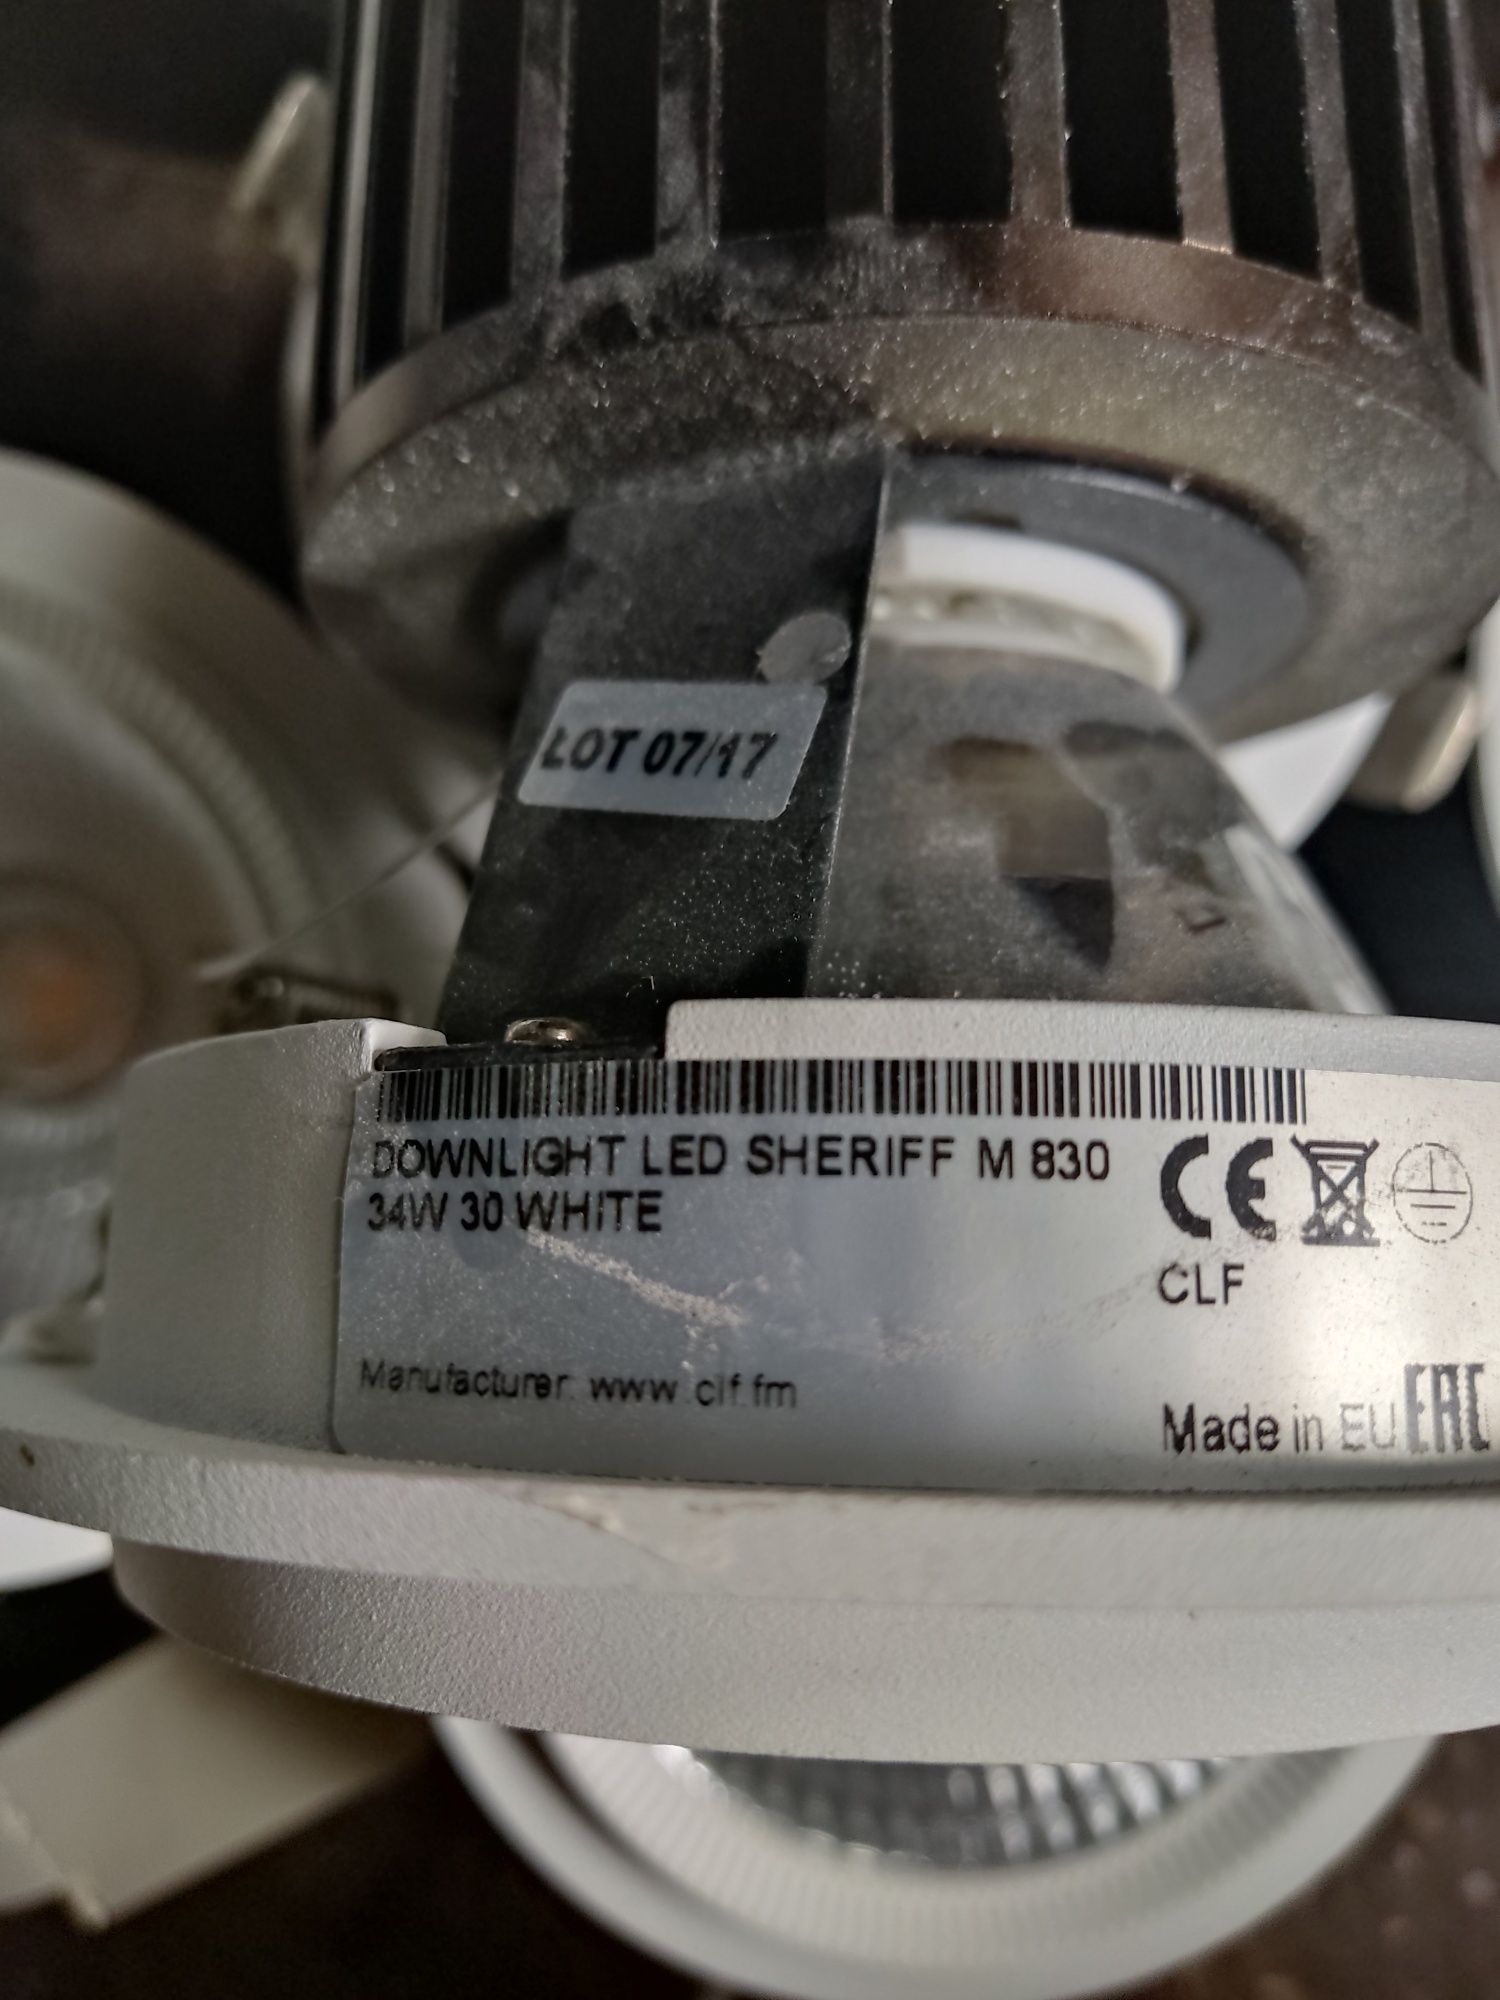 LOT 07/17
DOWNLIGHT LED SHERIFF M 830
34W 30 WHITE
CE
CLF
Manufacturer: www.clf.fm
Made in EU EAC